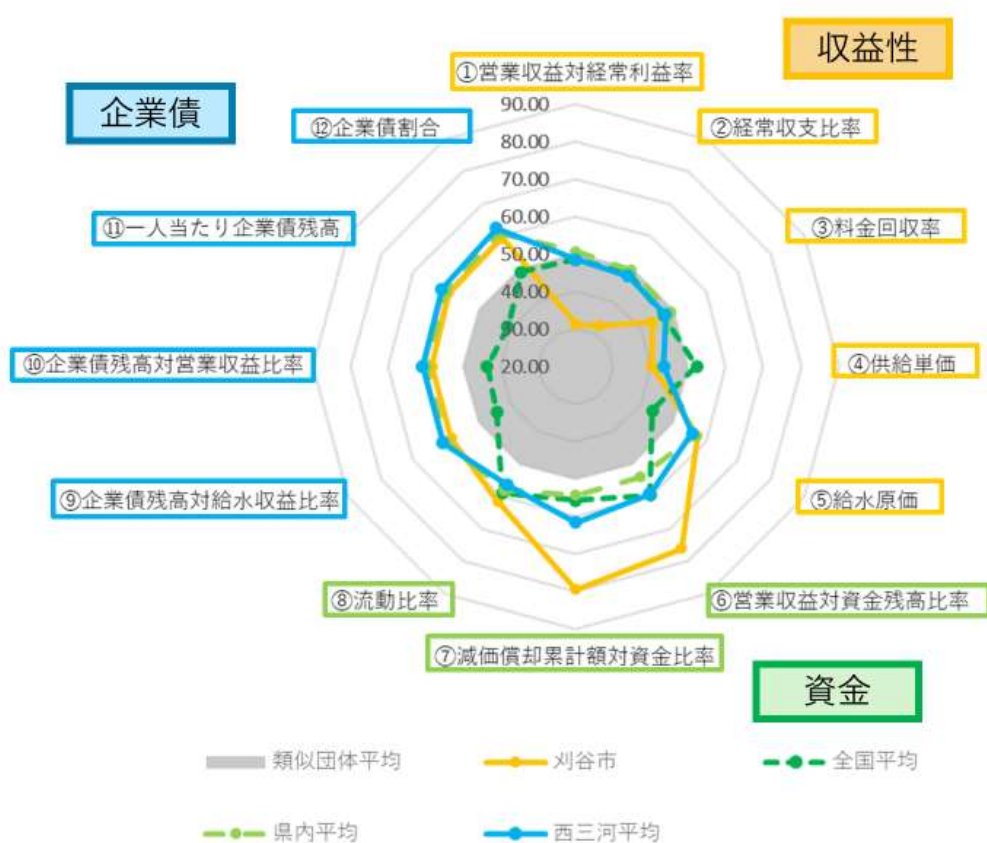 収益性
企業債
①営業収益対経常利益率
②経常収支比率
③料金回収率
④供給単価
⑤給水原価
⑥営業収益対資金残高比率
⑦減価償却累計額対資金比率
⑧流動比率
⑨企業債残高対給水収益比率
⑩企業債残高対営業収益比率
⑪一人当たり企業債残高
⑫企業債割合
90.00
80.00
70.00
60.00
50.00
40.00
30.00
20.00
資金
類似団体平均
刈谷市
全国平均
県内平均
西三河平均